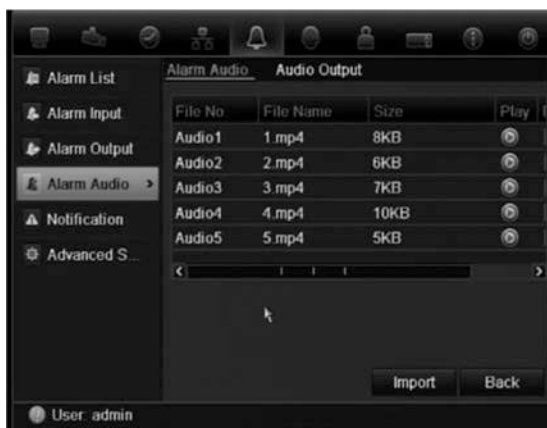 Alarm List
Alarm Input
Alarm Output
Alarm Audio >
Notification
Advanced S...
Alarm Audio Audio Output
File No. File Name Size Play
Audio1 1.mp4 8KB
Audio2 2.mp4 6KB
Audio3 3.mp4 7KB
Audio4 4.mp4 10KB
Audio5 5.mp4 5KB
Import Back
User: admin